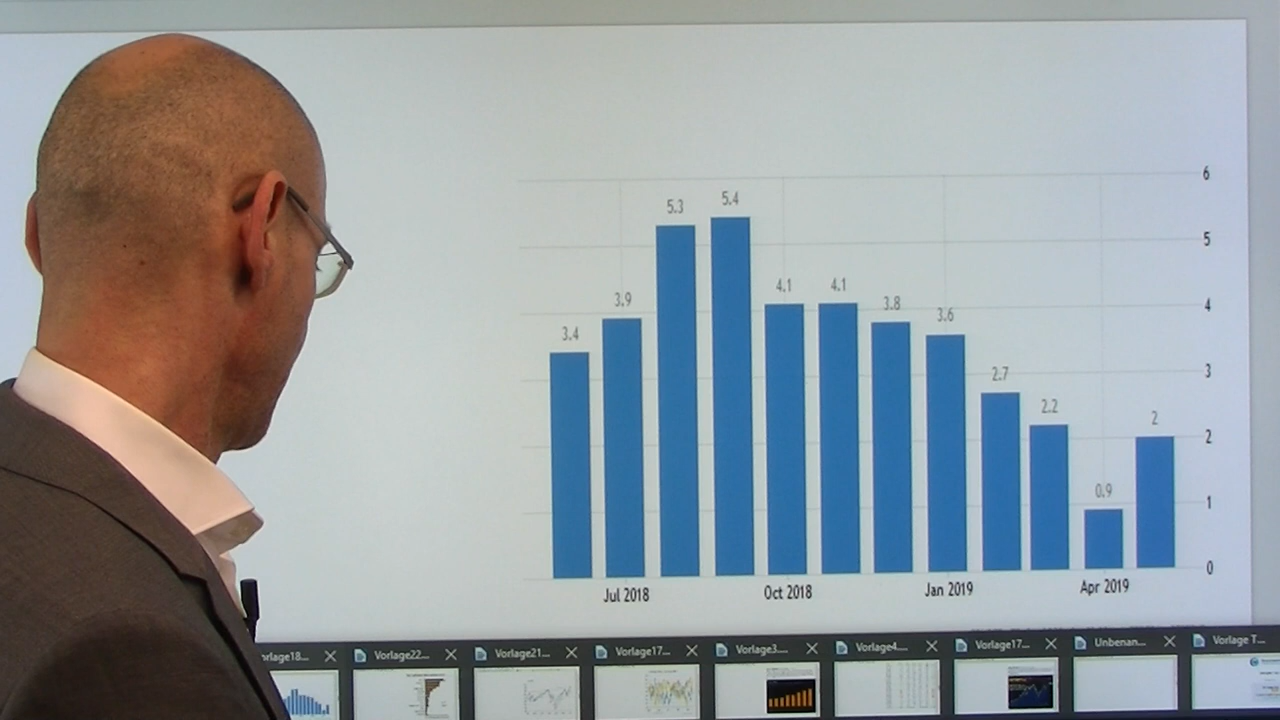 6
5
4
3
2
1
0
3.4
3.9
5.3
5.4
4.1
4.1
3.8
3.6
2.7
2.2
0.9
2
Jul 2018
Oct 2018
Jan 2019
Apr 2019
Vorlage22...
Vorlage21...
Vorlage17...
Vorlage3....
Vorlage4....
Vorlage17...
Unbenan...
Vorlage T...